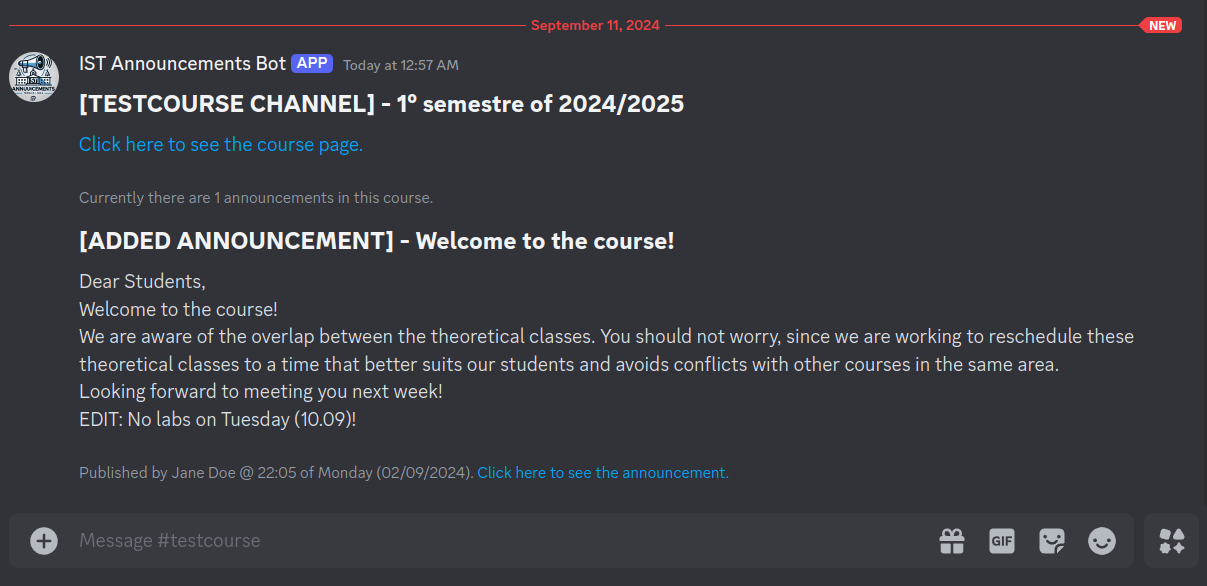 September 11, 2024
NEW
IST Announcements Bot APP Today at 12:57 AM
[TESTCOURSE CHANNEL] - 1º semestre of 2024/2025
Click here to see the course page.
Currently there are 1 announcements in this course.
[ADDED ANNOUNCEMENT] - Welcome to the course!
Dear Students,
Welcome to the course!
We are aware of the overlap between the theoretical classes. You should not worry, since we are working to reschedule these
theoretical classes to a time that better suits our students and avoids conflicts with other courses in the same area.
Looking forward to meeting you next week!
EDIT: No labs on Tuesday (10.09)!
Published by Jane Doe @ 22:05 of Monday (02/09/2024). Click here to see the announcement.
Message #testcourse
GIF